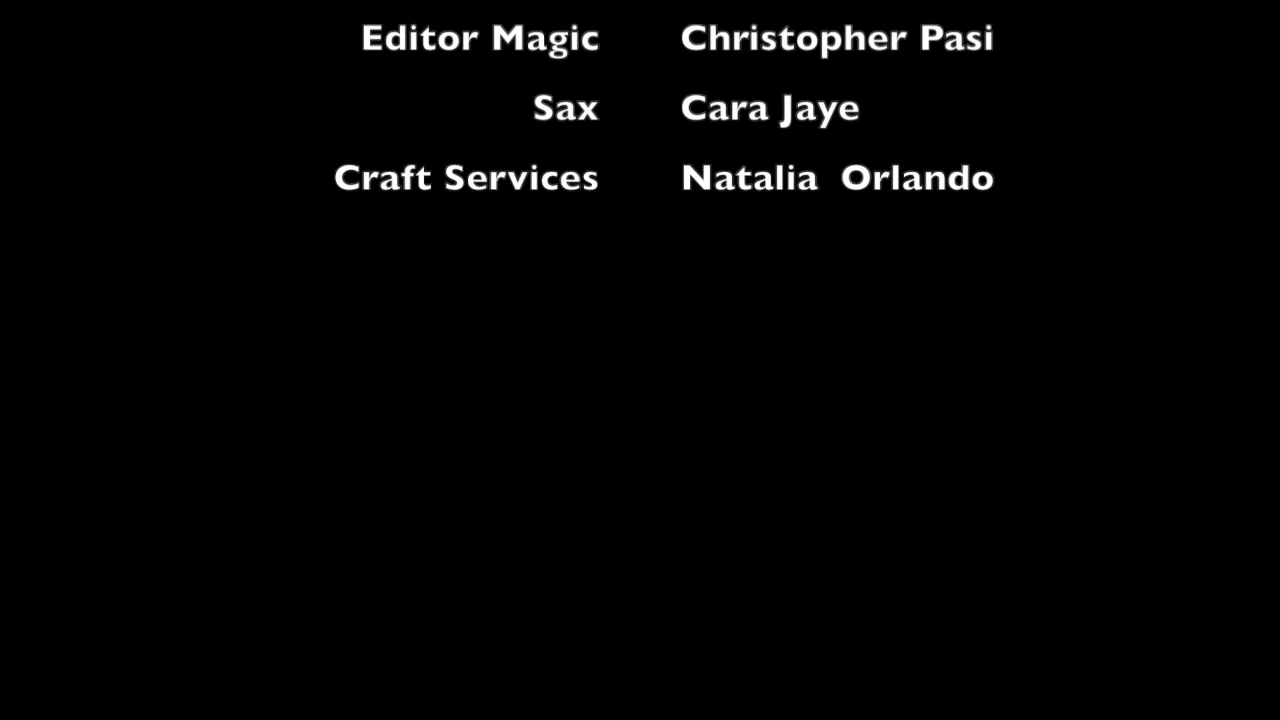 Editor Magic Christopher Pasi
Sax Cara Jaye
Craft Services Natalia  Orlando